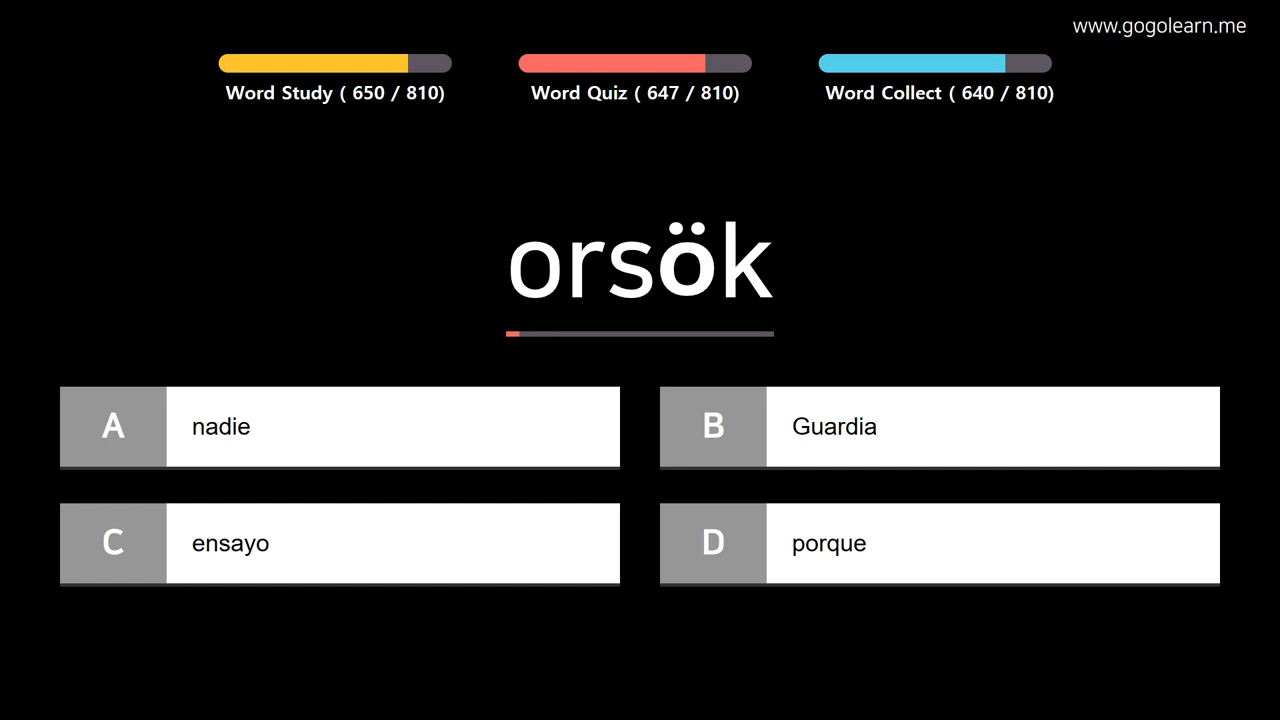 www.gogolearn.me
Word Study ( 650 / 810)
Word Quiz ( 647 / 810)
Word Collect ( 640 / 810)
orsök
A nadie
B Guardia
C ensayo
D porque